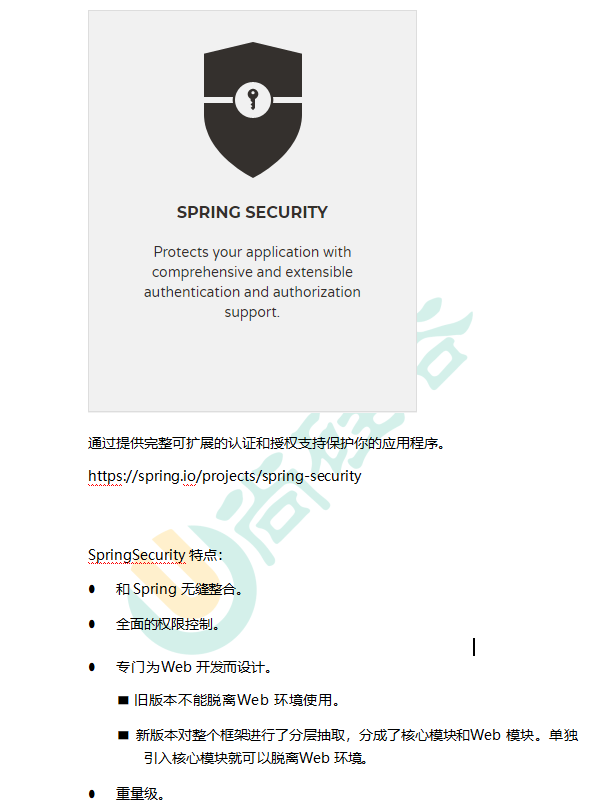 SPRING SECURITY
Protects your application with
comprehensive and extensible
authentication and authorization
support.
通过提供完整可扩展的认证和授权支持保护你的应用程序。
https://spring.io/projects/spring-security
SpringSecurity 特点：
● 和 Spring 无缝整合。
● 全面的权限控制。
● 专门为Web 开发而设计。
■ 旧版本不能脱离Web 环境使用。
■ 新版本对整个框架进行了分层抽取，分成了核心模块和Web 模块。单独
引入核心模块就可以脱离Web 环境。
● 重量级。
尚硅谷